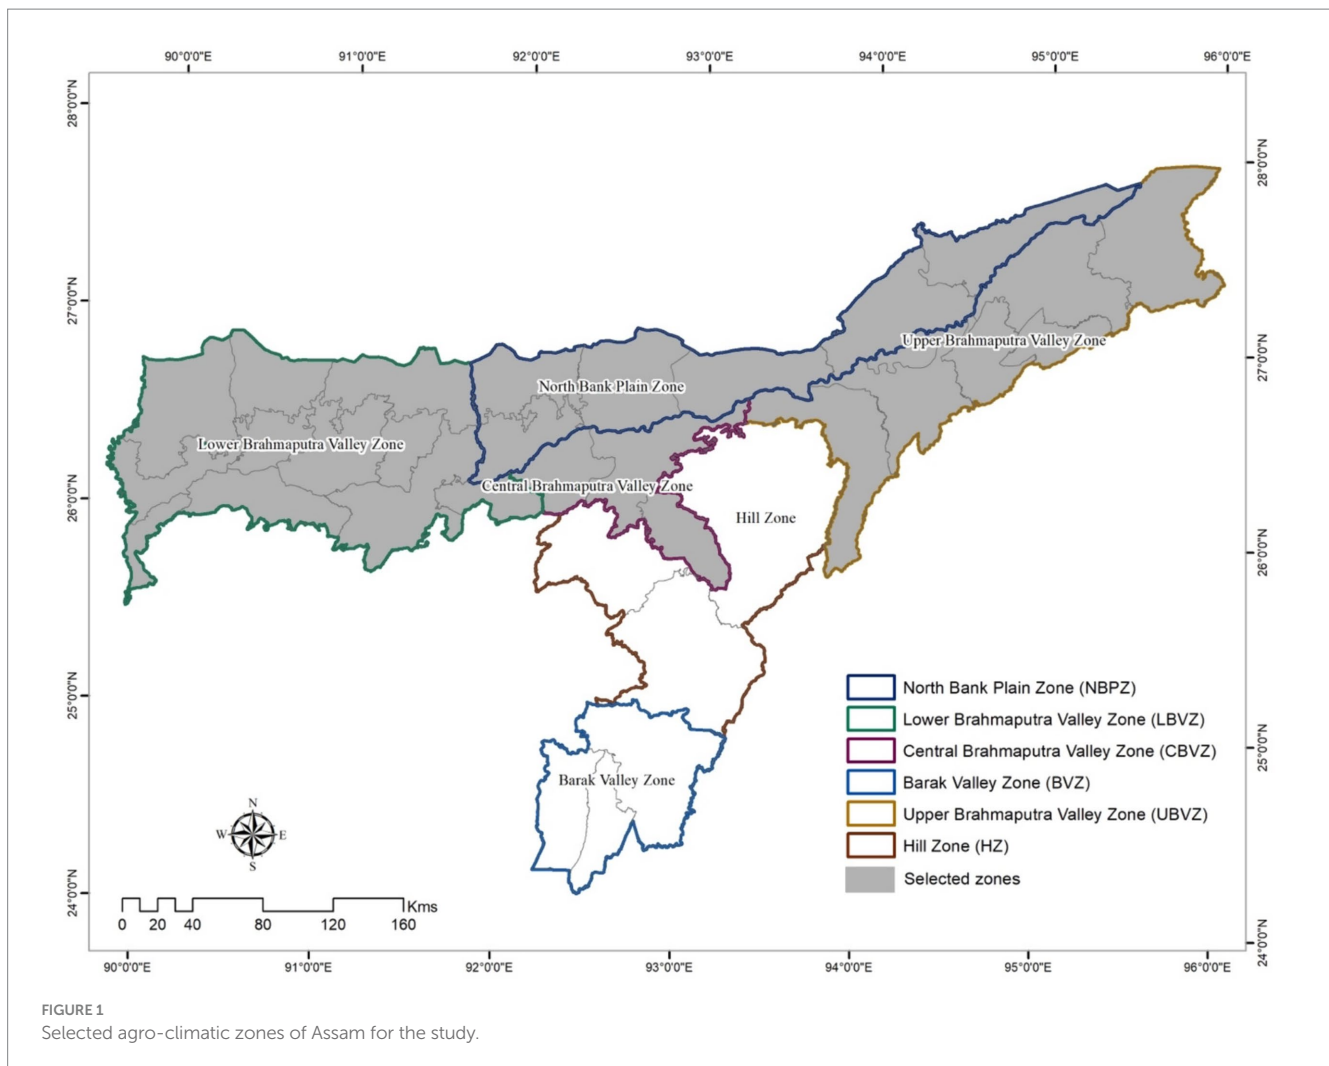 90°0'0"E 91°0'0"E 92°0'0"E 93°0'0"E 94°0'0"E 95°0'0"E 96°0'0"E
28°0'0"N
28°0'0"N
27°0'0"N
27°0'0"N
26°0'0"N
26°0'0"N
25°0'0"N
25°0'0"N
24°0'0"N
24°0'0"N
Upper Brahmaputra Valley Zone
North Bank Plain Zone
Lower Brahmaputra Valley Zone
Central Brahmaputra Valley Zone
Hill Zone
Barak Valley Zone
North Bank Plain Zone (NBPZ)
Lower Brahmaputra Valley Zone (LBVZ)
Central Brahmaputra Valley Zone (CBVZ)
Barak Valley Zone (BVZ)
Upper Brahmaputra Valley Zone (UBVZ)
Hill Zone (HZ)
Selected zones
N
W E
S
Kms
0 20 40 80 120 160
90°0'0"E 91°0'0"E 92°0'0"E 93°0'0"E 94°0'0"E 95°0'0"E 96°0'0"E
FIGURE 1
Selected agro-climatic zones of Assam for the study.